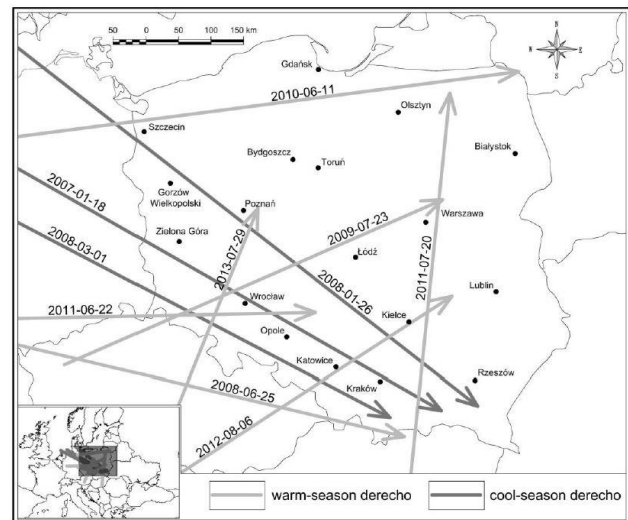 50 0 50 100 150 km
N
W E
S
Gdańsk
2010-06-11
Olsztyn
Szczecin
Bydgoszcz
Toruń
Białystok
2007-01-18
Gorzów
Wielkopolski
Poznań
2008-03-01
Zielona Góra
2013-07-29
2009-07-23
Warszawa
Łódź
2011-07-20
2008-01-26
Lublin
2011-06-22
Wrocław
Kielce
Opole
Katowice
Kraków
Rzeszów
2008-06-25
2012-08-06
warm-season derecho
cool-season derecho